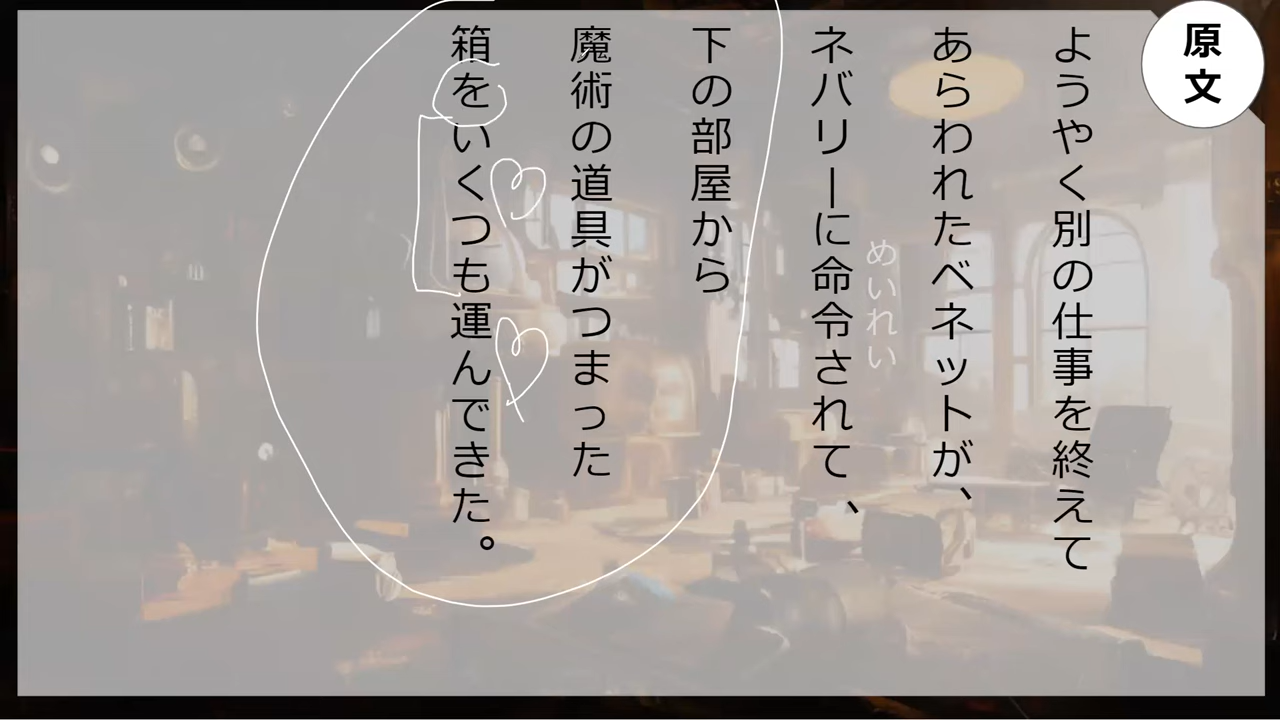 原文
ようやく別の仕事を終えて
あらわれたベネットが、
ネバリーに命令されて、
めいれい
下の部屋から
魔術の道具がつまった
箱をいくつも運んできた。